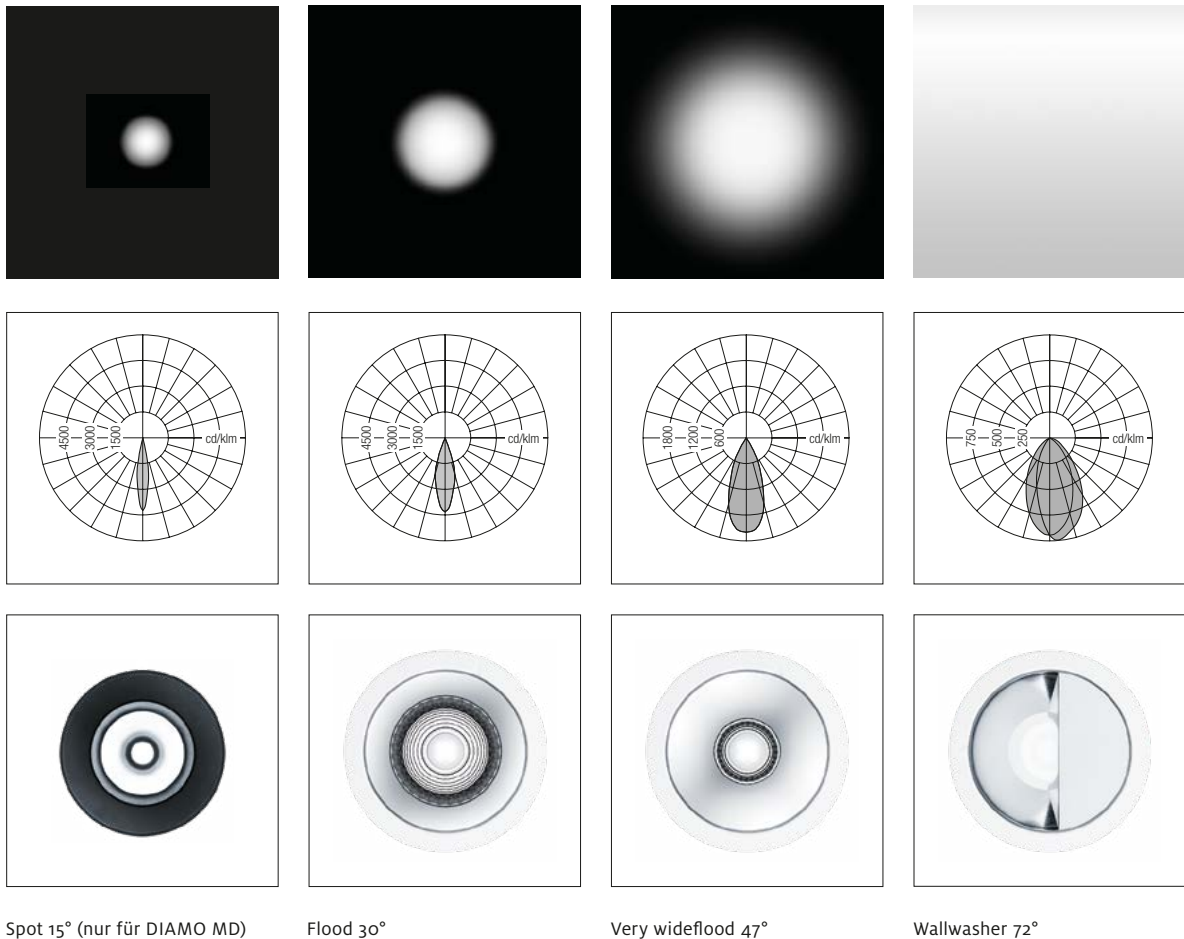 4500 3000 1500 cd/klm
4500 3000 1500 cd/klm
1800 1200 600 cd/klm
750 500 250 cd/klm
Spot 15° (nur für DIAMO MD)
Flood 30°
Very wideflood 47°
Wallwasher 72°